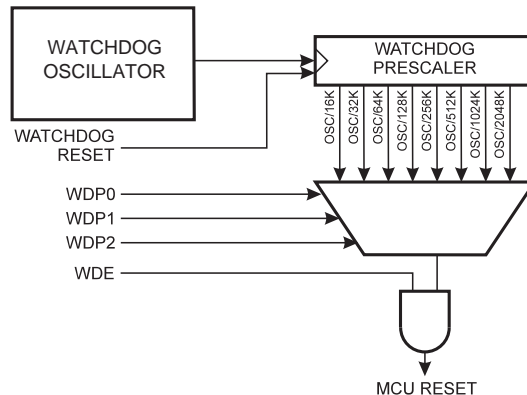 WATCHDOG
OSCILLATOR
WATCHDOG
PRESCALER
WATCHDOG
RESET
OSC/16K
OSC/32K
OSC/64K
OSC/128K
OSC/256K
OSC/512K
OSC/1024K
OSC/2048K
WDP0
WDP1
WDP2
WDE
MCU RESET